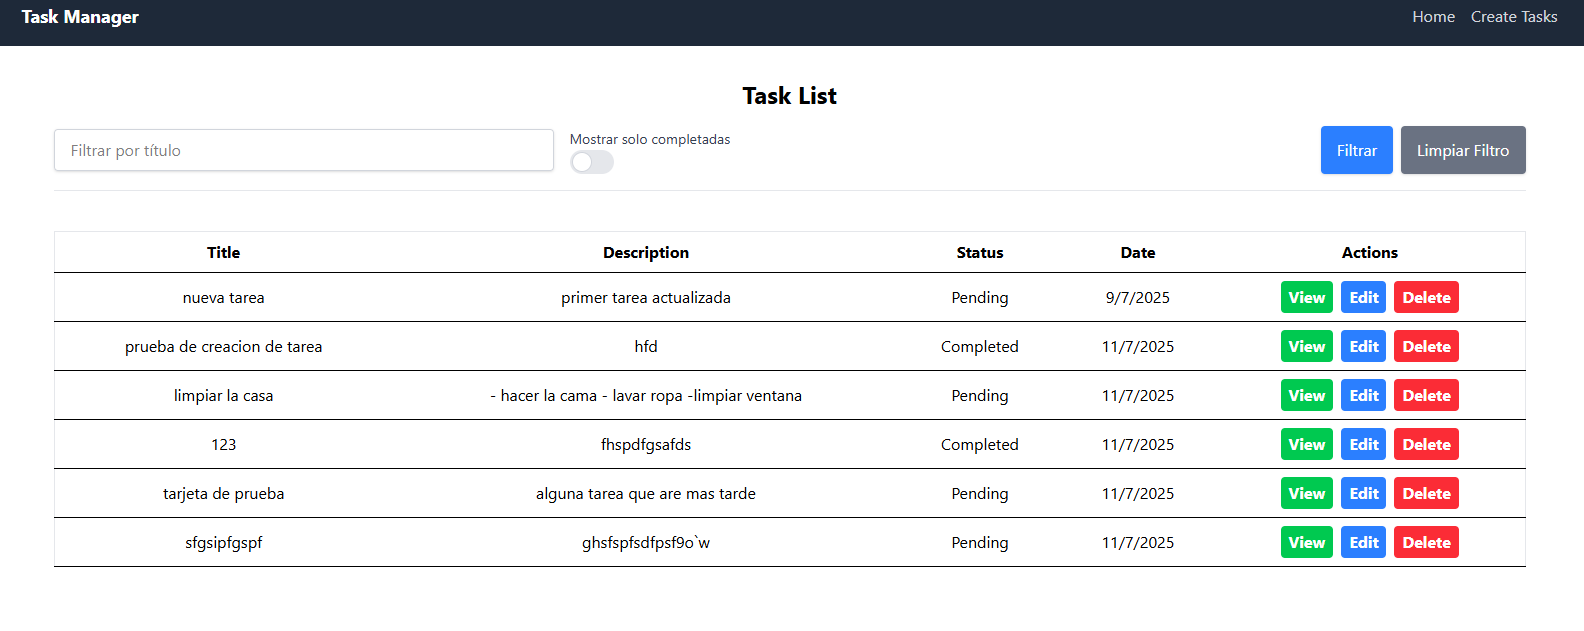 Task Manager Home Create Tasks
Task List
Filtrar por título Mostrar solo completadas Filtrar Limpiar Filtro
Title Description Status Date Actions
nueva tarea primer tarea actualizada Pending 9/7/2025 View Edit Delete
prueba de creacion de tarea hfd Completed 11/7/2025 View Edit Delete
limpiar la casa - hacer la cama - lavar ropa -limpiar ventana Pending 11/7/2025 View Edit Delete
123 fhspdfgsafds Completed 11/7/2025 View Edit Delete
tarjeta de prueba alguna tarea que are mas tarde Pending 11/7/2025 View Edit Delete
sfgsipfgspf ghsfspfsdfpsf9o`w Pending 11/7/2025 View Edit Delete